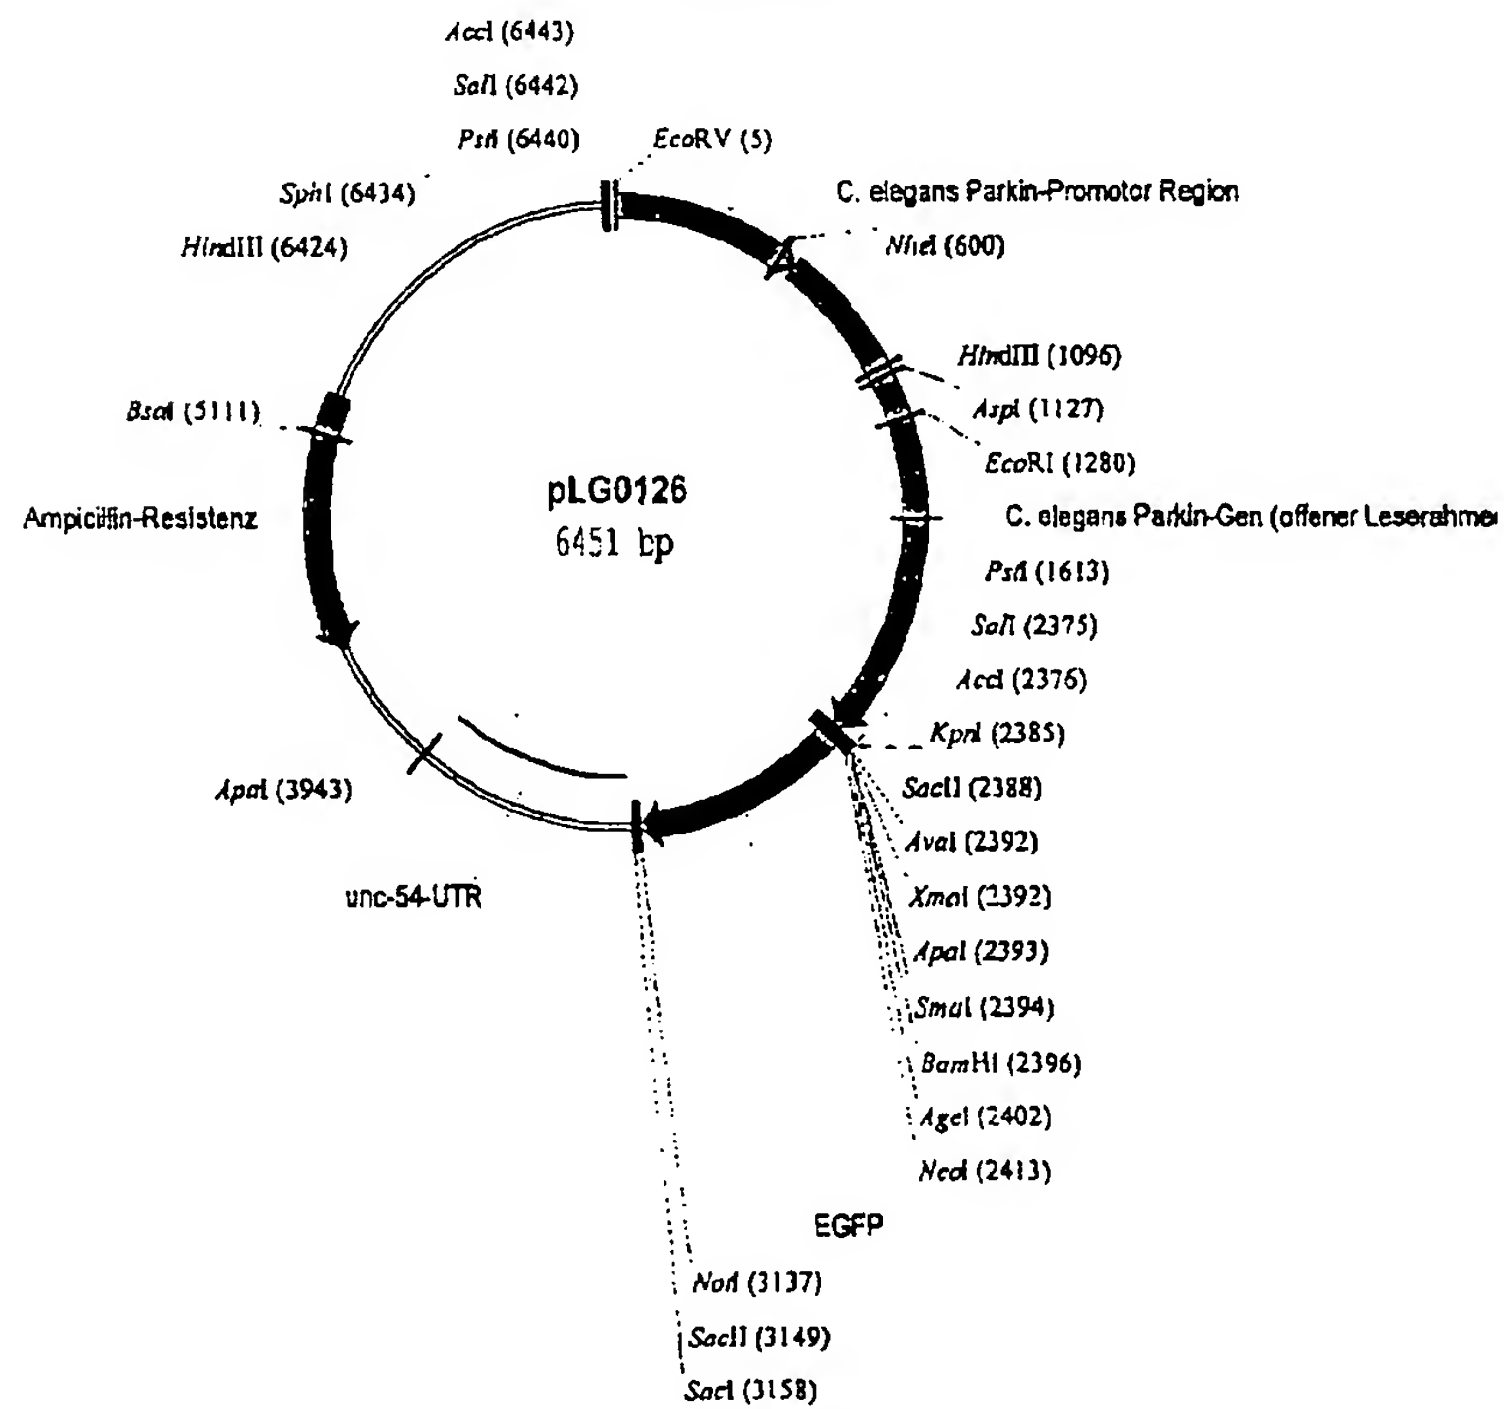 AccI (6443)
SalI (6442)
PstI (6440)
EcoRV (5)
SphI (6434)
C. elegans Parkin-Promotor Region
HindIII (6424)
NheI (600)
HindIII (1096)
BsaI (5111)
AspI (1127)
EcoRI (1280)
pLG0126
6451 bp
Ampicillin-Resistenz
C. elegans Parkin-Gen (offener Leserahme
PstI (1613)
SalI (2375)
AccI (2376)
KpnI (2385)
ApaI (3943)
SacII (2388)
AvaI (2392)
unc-54-UTR
XmaI (2392)
ApaI (2393)
SmaI (2394)
BamHI (2396)
AgeI (2402)
NcoI (2413)
EGFP
NotI (3137)
SacII (3149)
SacI (3158)